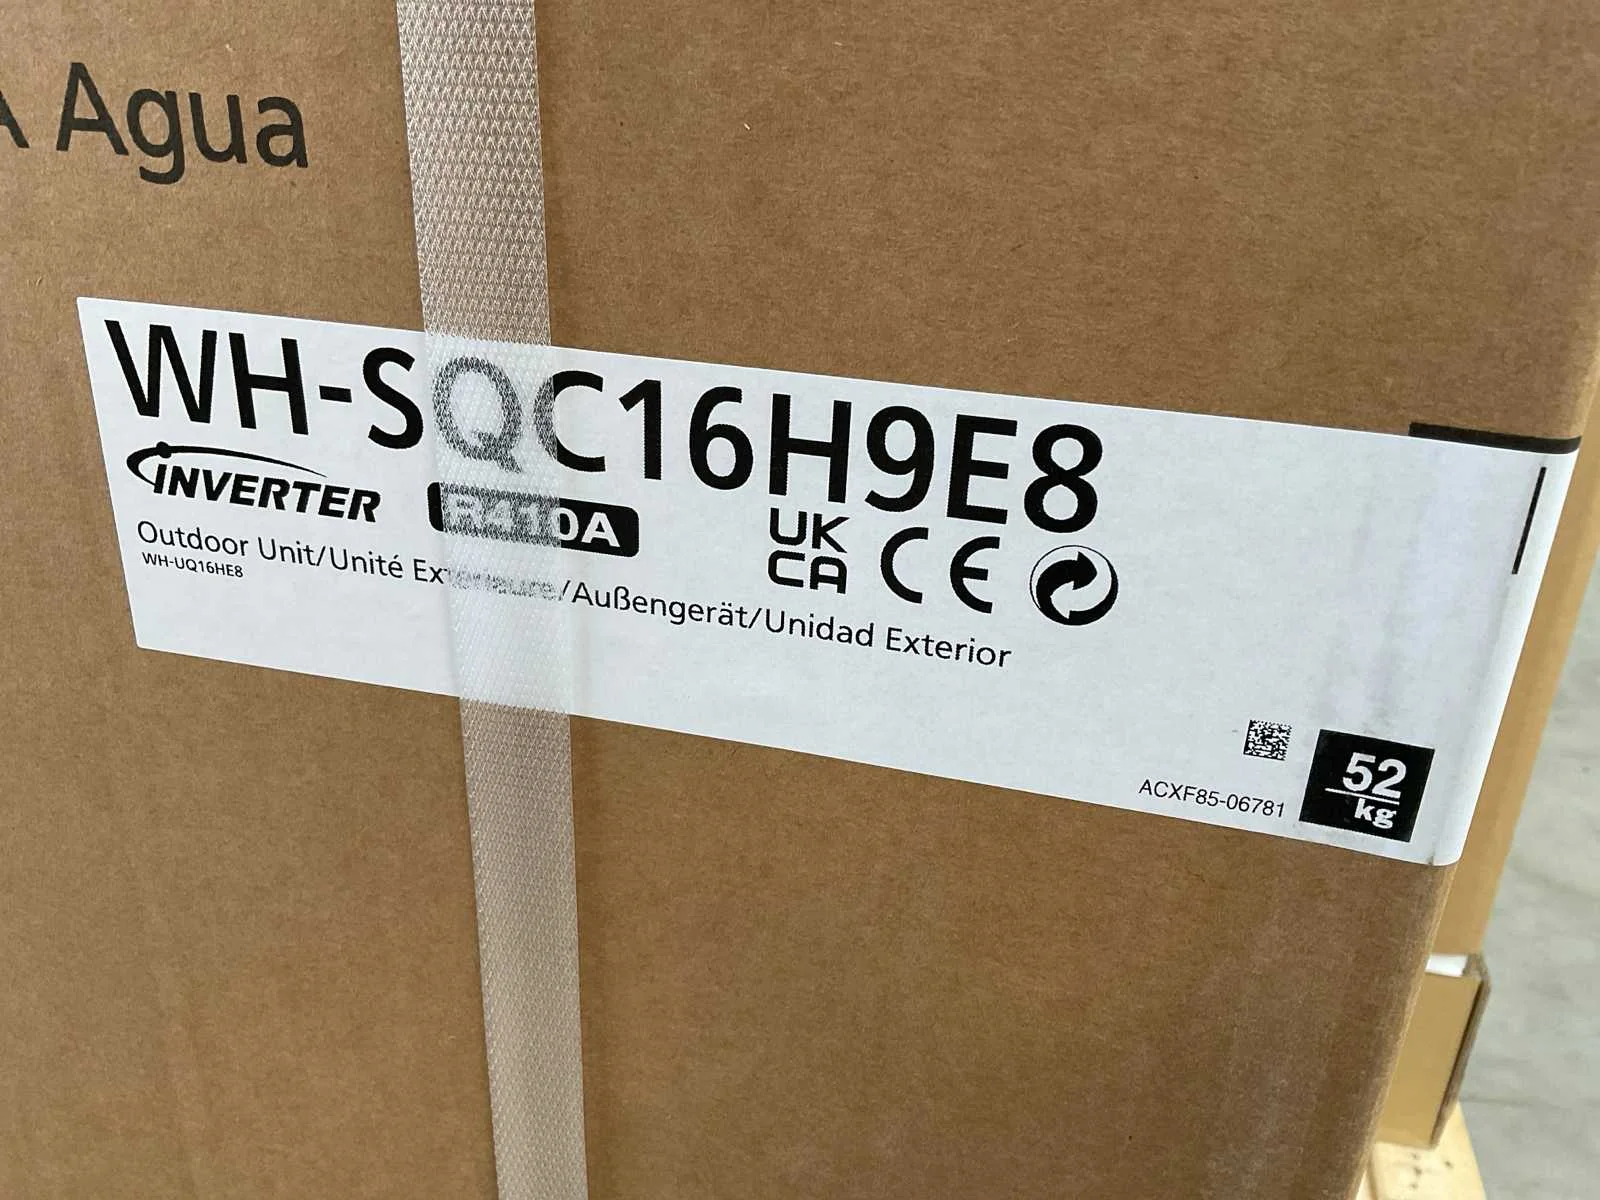 Agua
WH-SQC16H9E8
INVERTER R410A
UK
CA CE
Outdoor Unit/Unité Exterieure/Außengerät/Unidad Exterior
WH-UQ16HE8
52
kg
ACXF85-06781